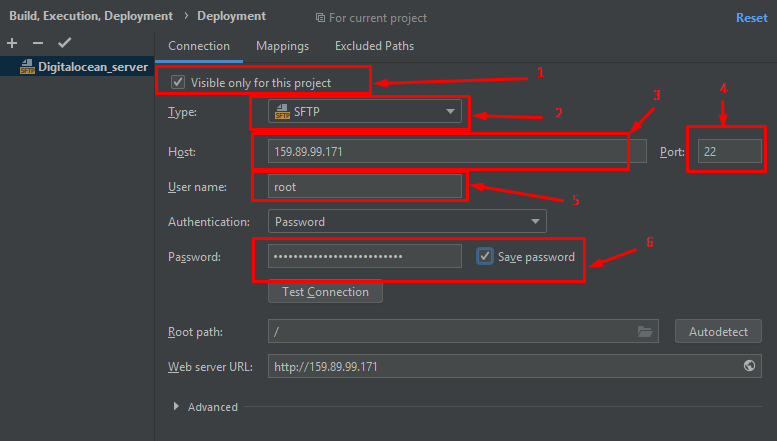 Build, Execution, Deployment › Deployment For current project Reset
Digitalocean_server
Connection Mappings Excluded Paths
Visible only for this project 1
Type: SFTP 2
Host: 159.89.99.171 3 Port: 22 4
User name: root 5
Authentication: Password
Password: •••••••••••••••••••••••••• Save password 6
Test Connection
Root path: / Autodetect
Web server URL: http://159.89.99.171
Advanced